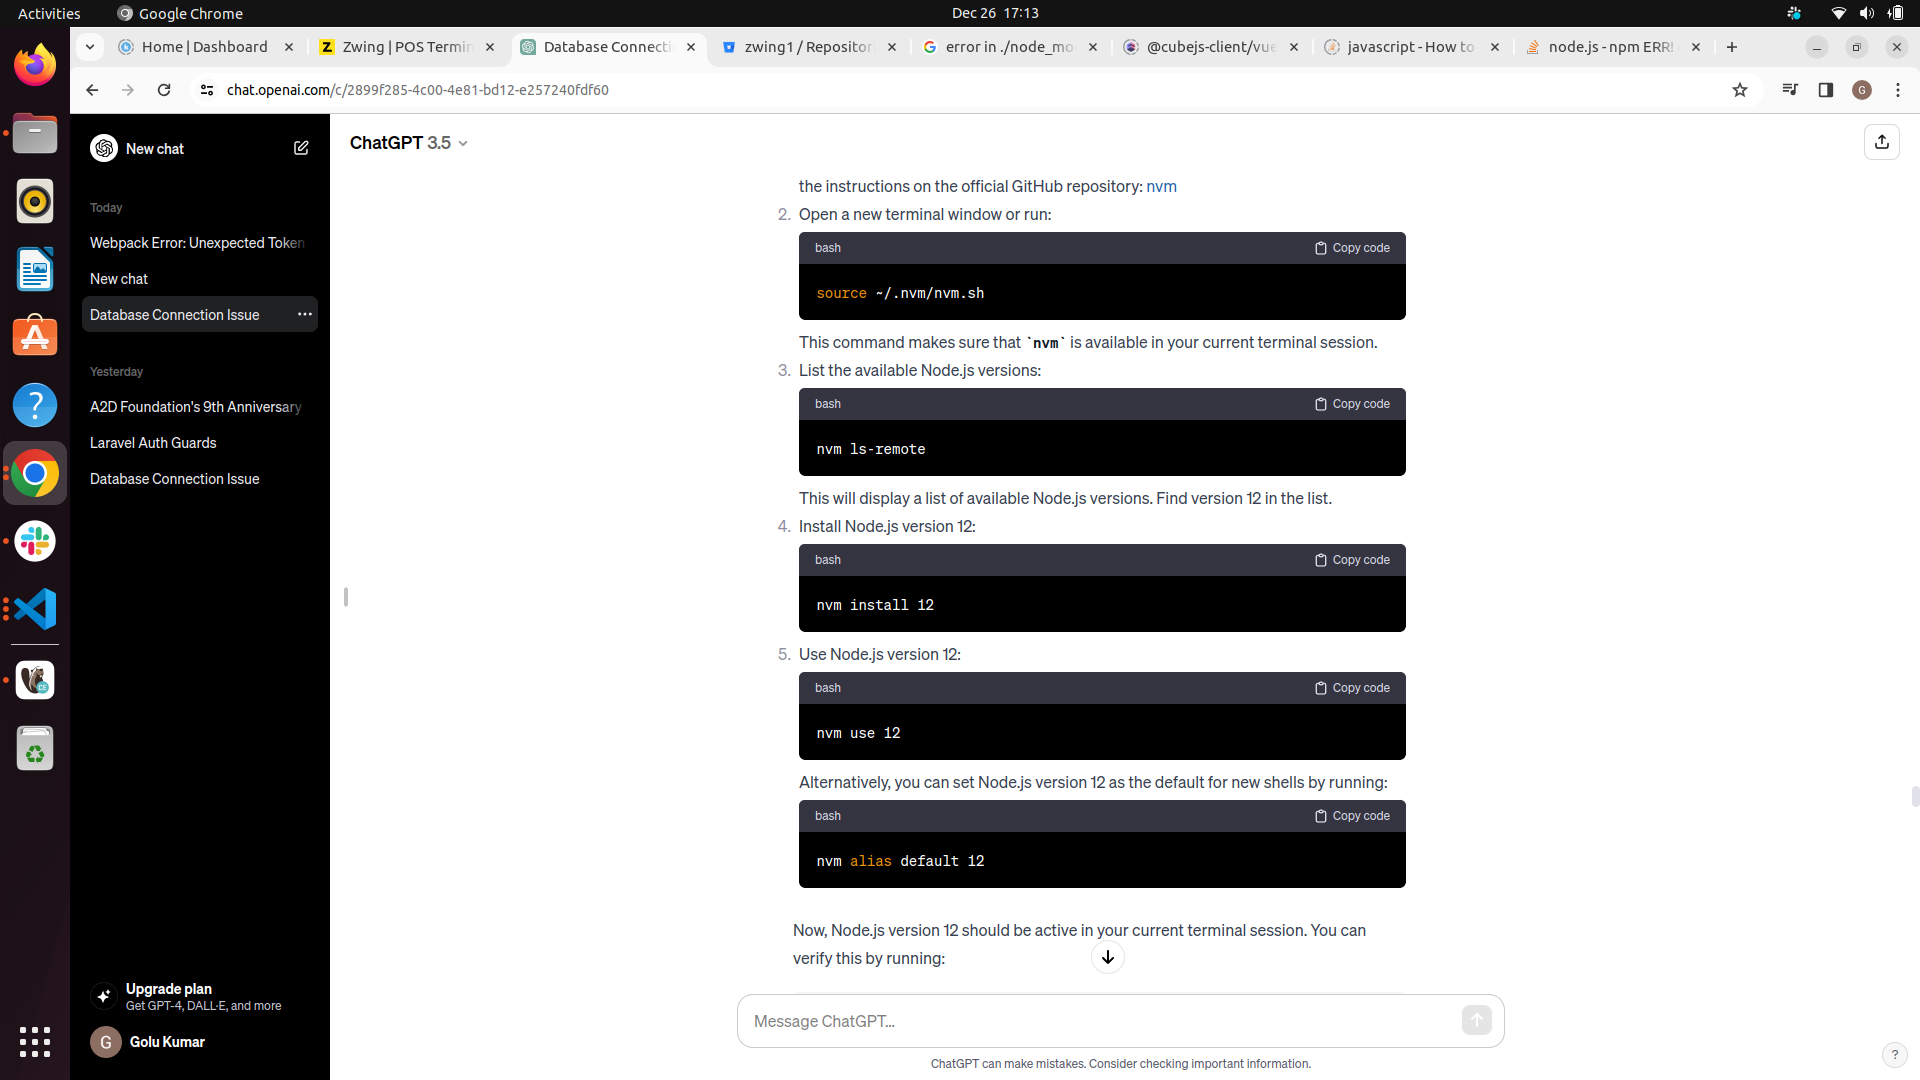 Activities
Google Chrome
Dec 26 17:13
Home | Dashboard
Zwing | POS Termin
Database Connecti
zwing1 / Repositor
error in ./node_mo
@cubejs-client/vue
javascript - How to
node.js - npm ERR!
chat.openai.com/c/2899f285-4c00-4e81-bd12-e257240fdf60
G
New chat
Today
Webpack Error: Unexpected Token
New chat
Database Connection Issue
Yesterday
A2D Foundation's 9th Anniversary
Laravel Auth Guards
Database Connection Issue
Upgrade plan
Get GPT-4, DALL·E, and more
G
Golu Kumar
ChatGPT 3.5
the instructions on the official GitHub repository: nvm
2. Open a new terminal window or run:
bash
Copy code
source ~/.nvm/nvm.sh
This command makes sure that `nvm` is available in your current terminal session.
3. List the available Node.js versions:
bash
Copy code
nvm ls-remote
This will display a list of available Node.js versions. Find version 12 in the list.
4. Install Node.js version 12:
bash
Copy code
nvm install 12
5. Use Node.js version 12:
bash
Copy code
nvm use 12
Alternatively, you can set Node.js version 12 as the default for new shells by running:
bash
Copy code
nvm alias default 12
Now, Node.js version 12 should be active in your current terminal session. You can
verify this by running:
Message ChatGPT...
ChatGPT can make mistakes. Consider checking important information.
?